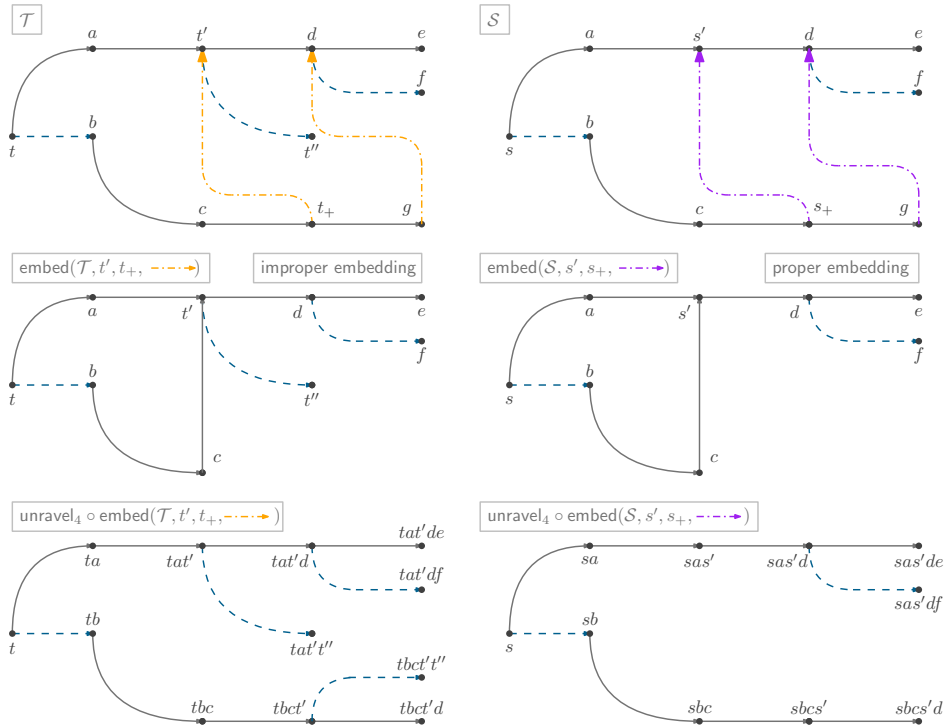 𝒯
a t′ d e
f
b
t t″
c t₊ g
embed(𝒯, t′, t₊, ) improper embedding
a t′ d e
f
b
t t″
c
unravel₄ ∘ embed(𝒯, t′, t₊, )
ta tat′ tat′d tat′de
tat′df
tb
t tat′t″
tbct′t″
tbc tbct′ tbct′d
𝒮
a s′ d e
f
b
s
c s₊ g
embed(𝒮, s′, s₊, ) proper embedding
a s′ d e
f
b
s
c
unravel₄ ∘ embed(𝒮, s′, s₊, )
sa sas′ sas′d sas′de
sas′df
sb
s
sbc sbcs′ sbcs′d